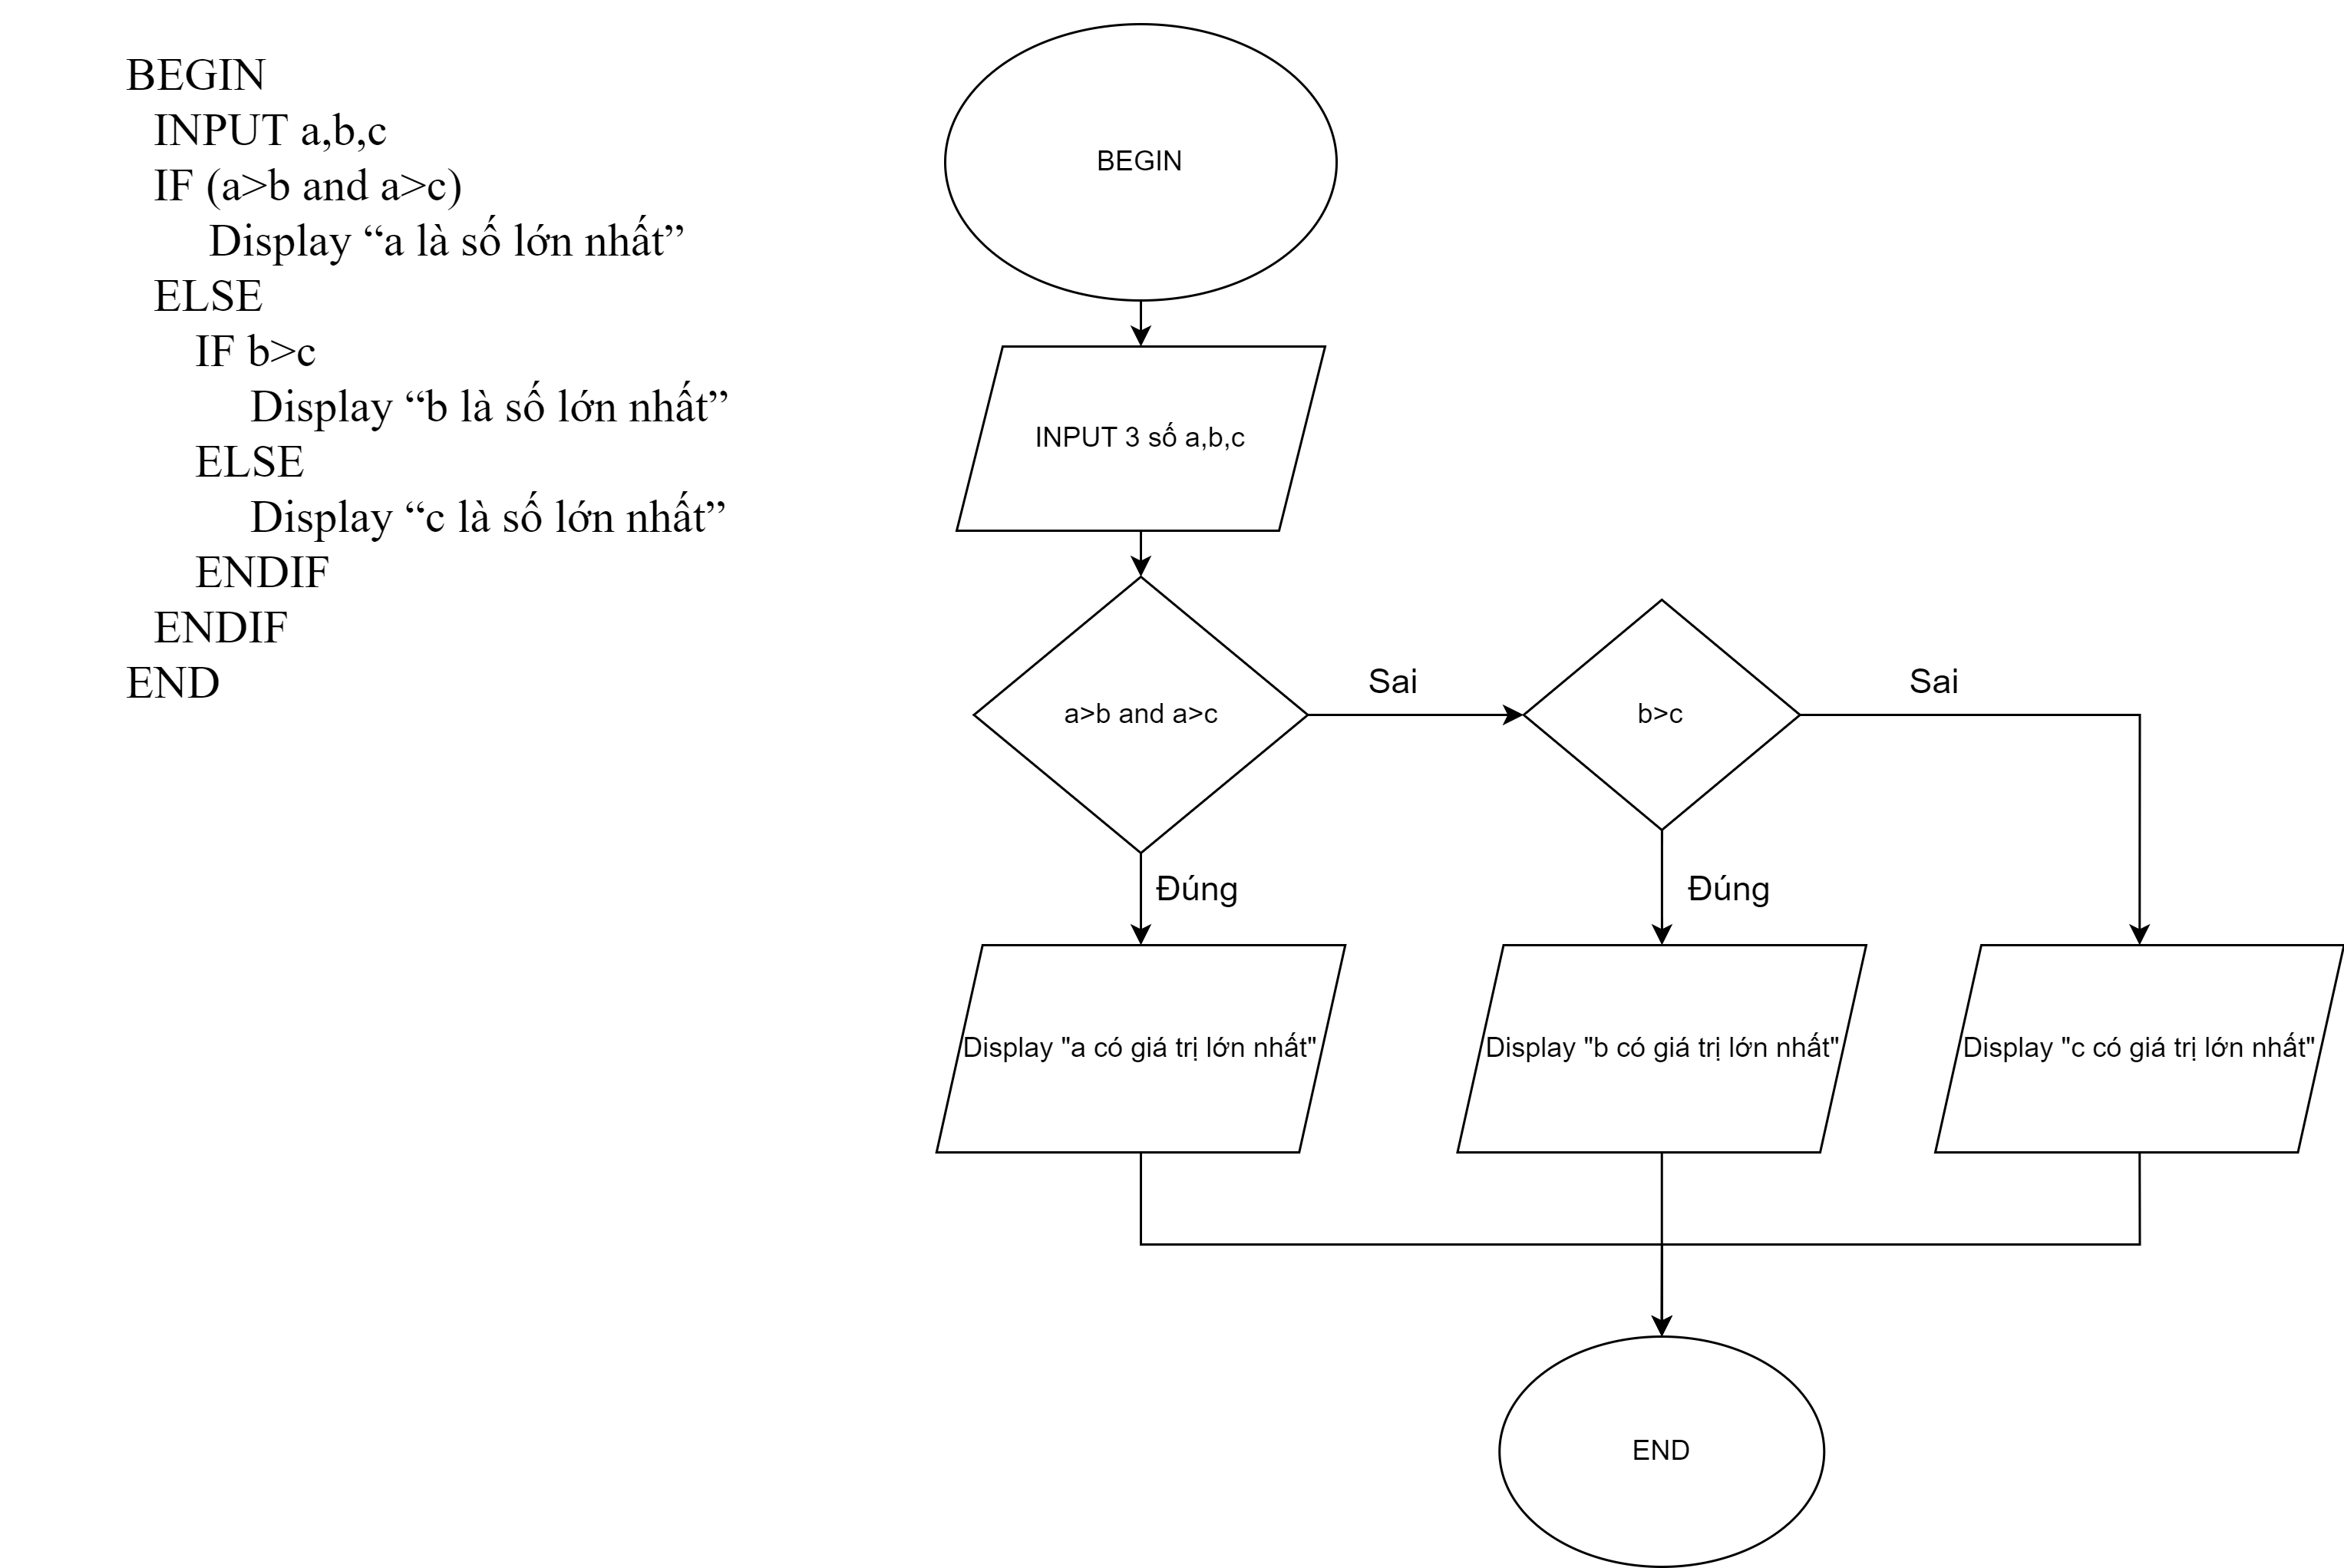 BEGIN
INPUT a,b,c
IF (a>b and a>c)
Display “a là số lớn nhất”
ELSE
IF b>c
Display “b là số lớn nhất”
ELSE
Display “c là số lớn nhất”
ENDIF
ENDIF
END
BEGIN
INPUT 3 số a,b,c
a>b and a>c
Sai
b>c
Sai
Đúng
Đúng
Display "a có giá trị lớn nhất"
Display "b có giá trị lớn nhất"
Display "c có giá trị lớn nhất"
END